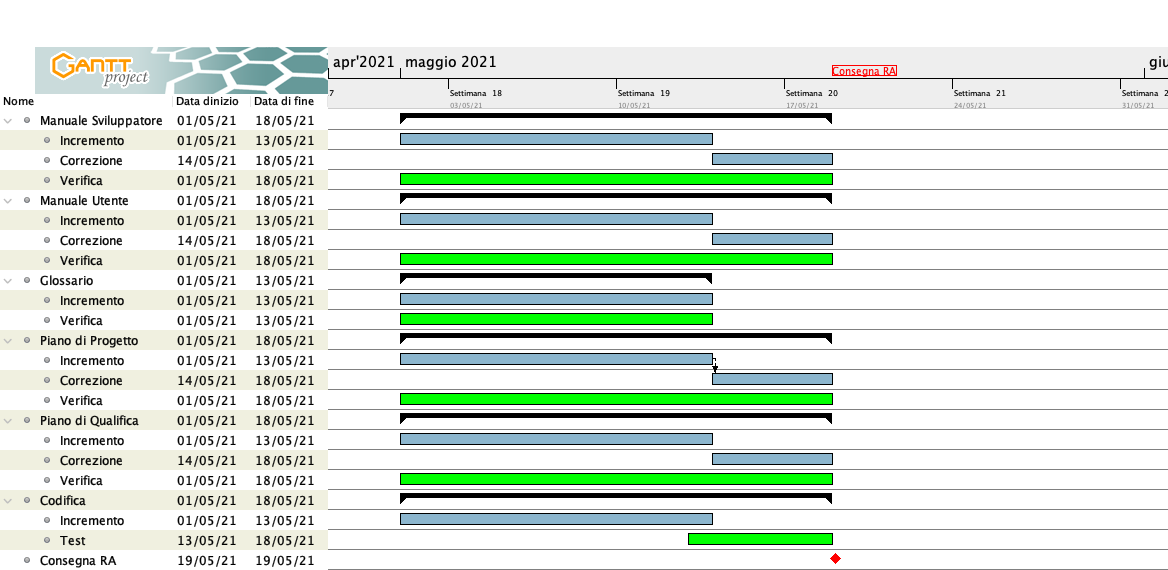 GANTT
project
apr'2021 maggio 2021 giu
Consegna RA
7 Settimana 18 Settimana 19 Settimana 20 Settimana 21 Settimana 2
03/05/21 10/05/21 17/05/21 24/05/21 31/05/21
Nome Data dinizio Data di fine
Manuale Sviluppatore 01/05/21 18/05/21
Incremento 01/05/21 13/05/21
Correzione 14/05/21 18/05/21
Verifica 01/05/21 18/05/21
Manuale Utente 01/05/21 18/05/21
Incremento 01/05/21 13/05/21
Correzione 14/05/21 18/05/21
Verifica 01/05/21 18/05/21
Glossario 01/05/21 13/05/21
Incremento 01/05/21 13/05/21
Verifica 01/05/21 13/05/21
Piano di Progetto 01/05/21 18/05/21
Incremento 01/05/21 13/05/21
Correzione 14/05/21 18/05/21
Verifica 01/05/21 18/05/21
Piano di Qualifica 01/05/21 18/05/21
Incremento 01/05/21 13/05/21
Correzione 14/05/21 18/05/21
Verifica 01/05/21 18/05/21
Codifica 01/05/21 18/05/21
Incremento 01/05/21 13/05/21
Test 13/05/21 18/05/21
Consegna RA 19/05/21 19/05/21